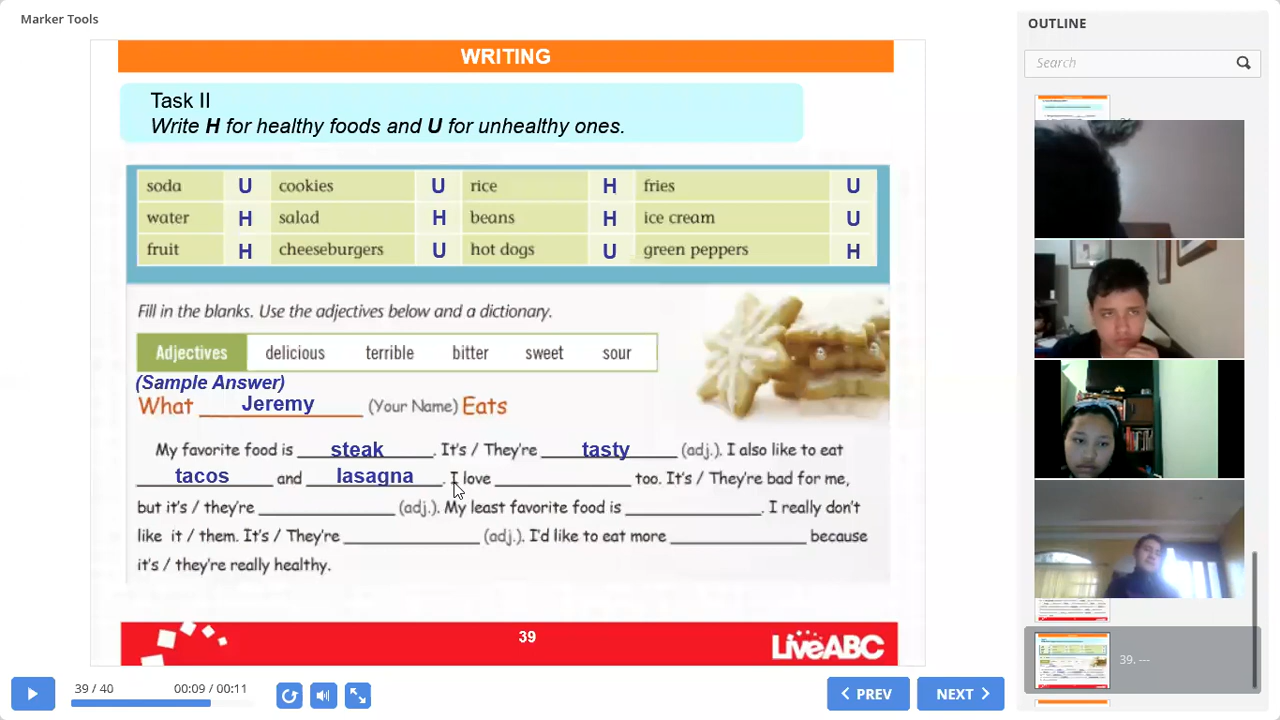 Marker Tools
OUTLINE
Search
WRITING
Task II
Write H for healthy foods and U for unhealthy ones.
soda U cookies U rice H fries U
water H salad H beans H ice cream U
fruit H cheeseburgers U hot dogs U green peppers H
Fill in the blanks. Use the adjectives below and a dictionary.
Adjectives delicious terrible bitter sweet sour
(Sample Answer)
What Jeremy (Your Name) Eats
My favorite food is steak. It's / They're tasty (adj.). I also like to eat
tacos and lasagna. I love ____________ too. It's / They're bad for me,
but it's / they're ____________ (adj.). My least favorite food is ____________. I really don't
like it / them. It's / They're ____________ (adj.). I'd like to eat more ____________ because
it's / they're really healthy.
39
LiveABC
39. ---
39 / 40
00:09 / 00:11
PREV
NEXT